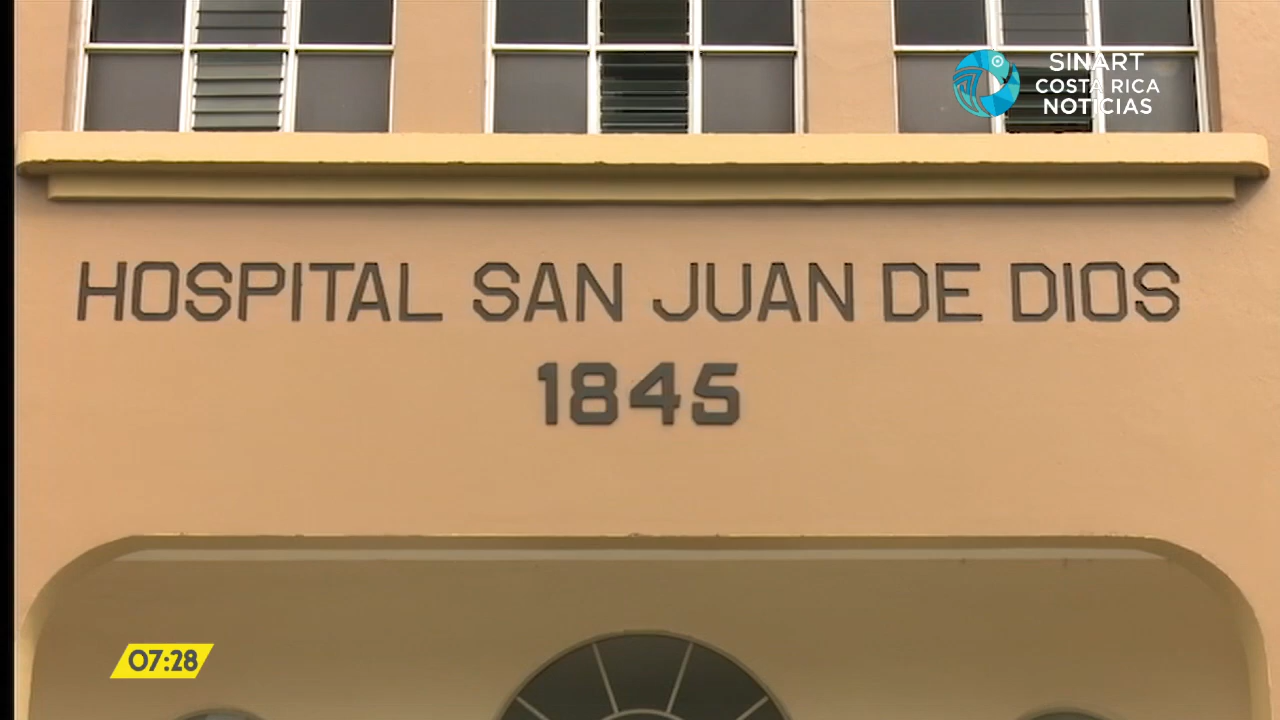 SINART
COSTA RICA
NOTICIAS
HOSPITAL SAN JUAN DE DIOS
1845
07:28